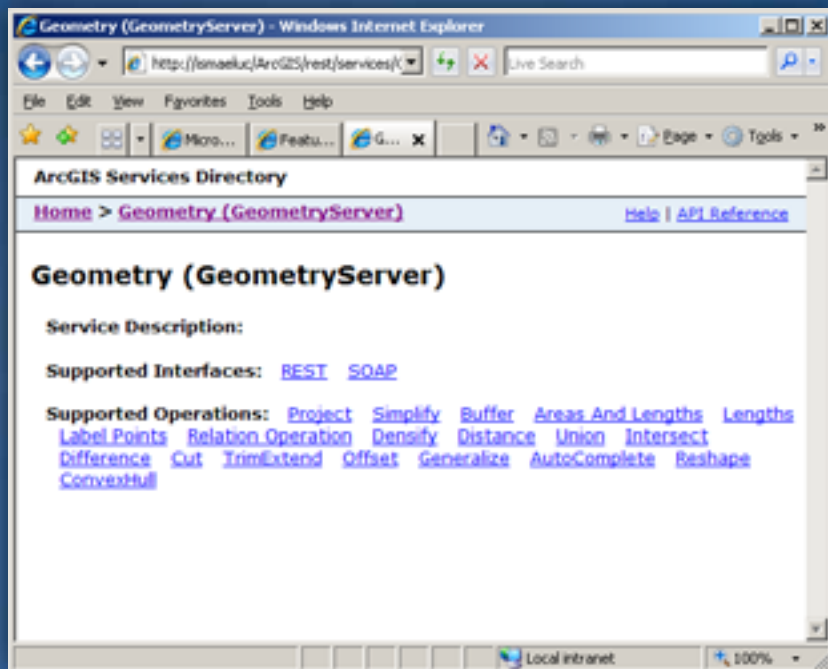 Geometry (GeometryServer) - Windows Internet Explorer
http://ismaeluc/ArcGIS/rest/services/ Live Search
File Edit View Favorites Tools Help
Micro... Featu... G... Page Tools
ArcGIS Services Directory
Home > Geometry (GeometryServer) Help | API Reference
Geometry (GeometryServer)
Service Description:
Supported Interfaces: REST SOAP
Supported Operations: Project Simplify Buffer Areas And Lengths Lengths
Label Points Relation Operation Densify Distance Union Intersect
Difference Cut TrimExtend Offset Generalize AutoComplete Reshape
ConvexHull
Local intranet 100%